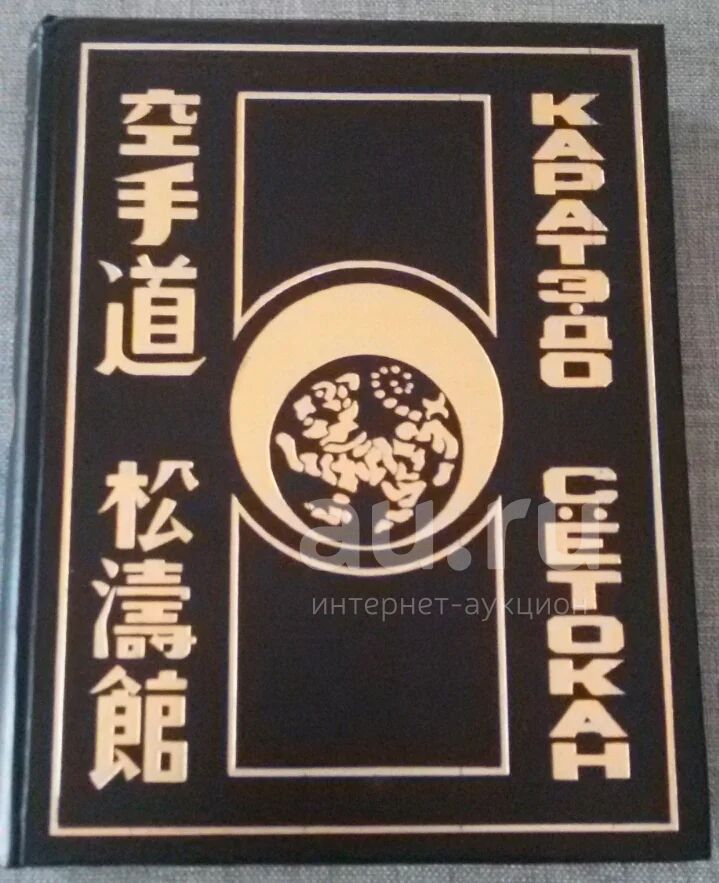 空手道 松濤館
КАРАТЭ-ДО СЁТОКАН
au.ru
интернет-аукцион